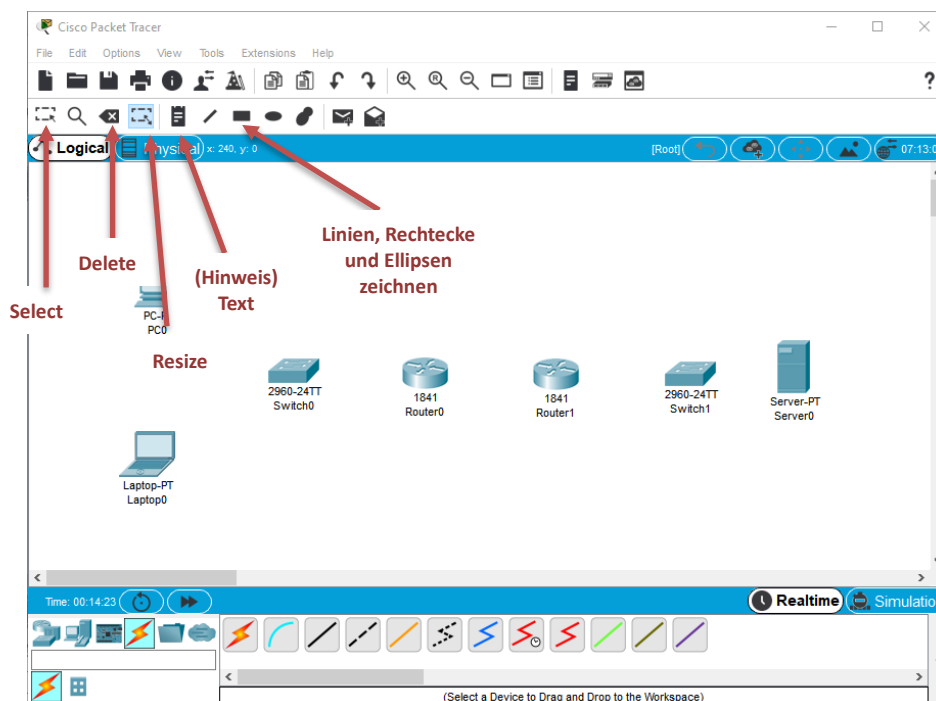 Cisco Packet Tracer
File Edit Options View Tools Extensions Help
?
Logical Physical x: 240, y: 0 [Root] 07:13:0
Linien, Rechtecke
und Ellipsen
zeichnen
Delete
(Hinweis)
Text
Select
Resize
PC-P
PC0
2960-24TT
Switch0
1841
Router0
1841
Router1
2960-24TT
Switch1
Server-PT
Server0
Laptop-PT
Laptop0
Time: 00:14:23 Realtime Simulatio
(Select a Device to Drag and Drop to the Workspace)